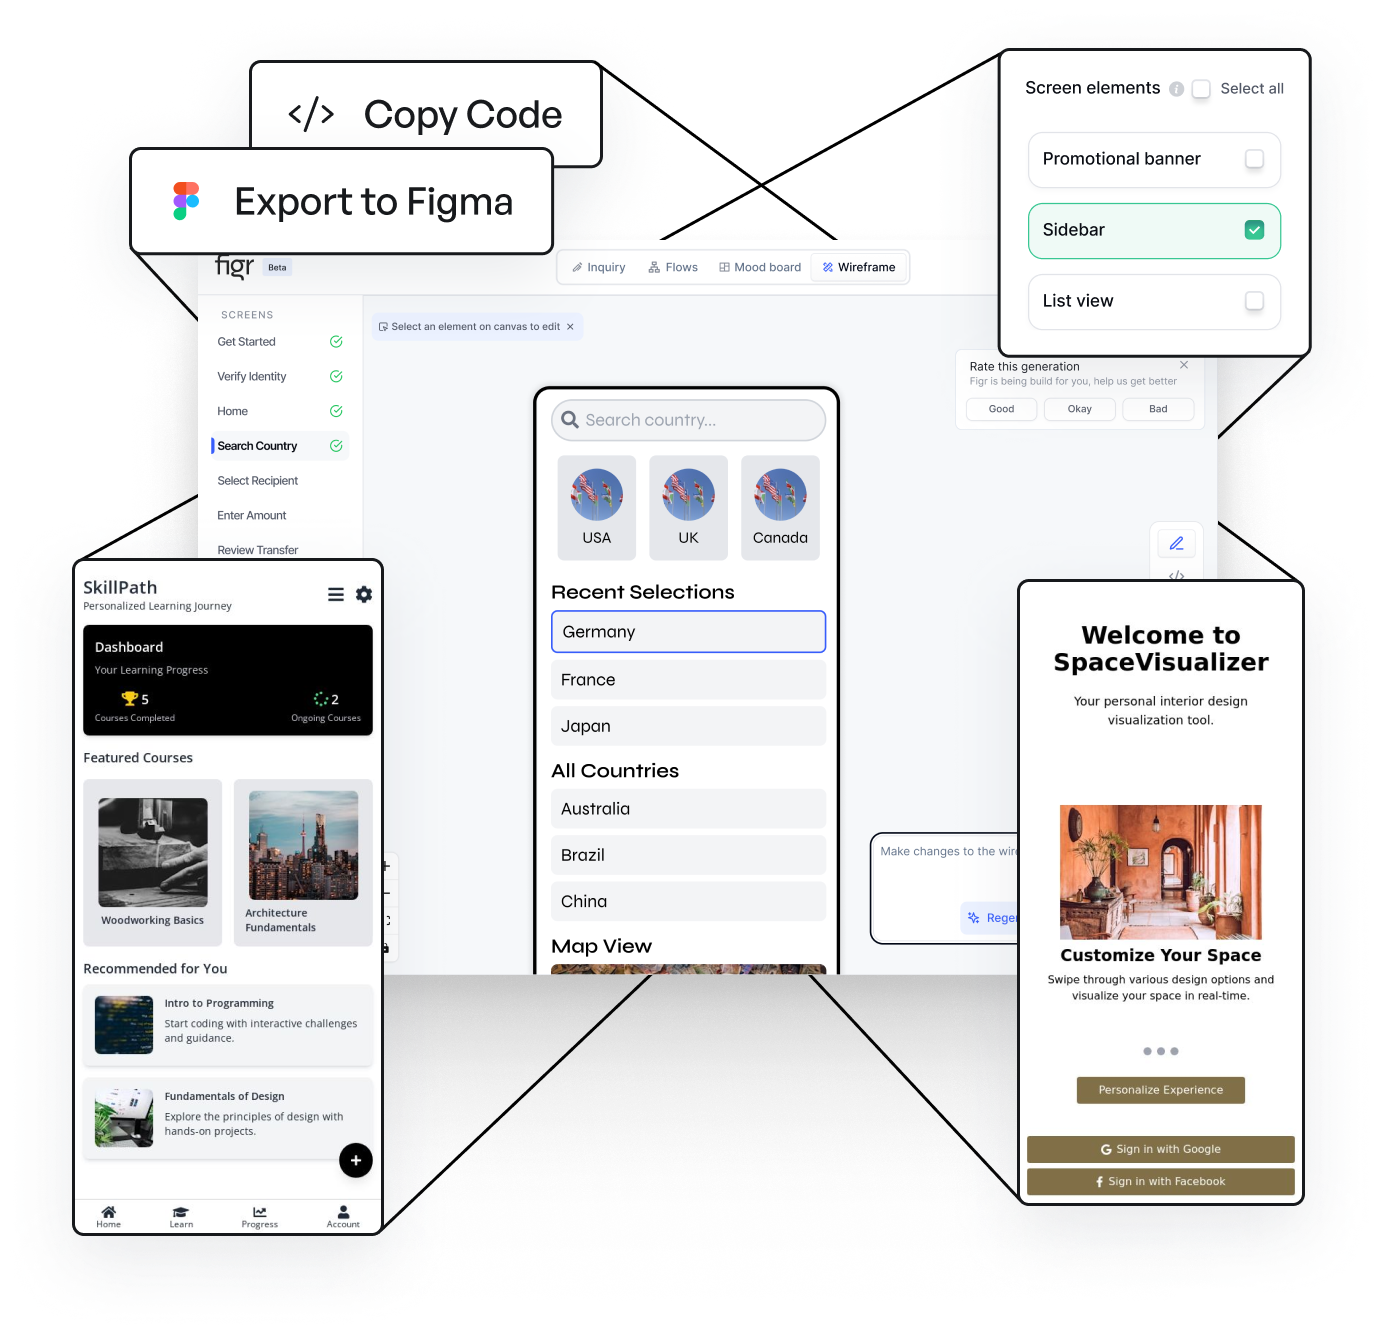 Copy Code
Export to Figma
Screen elements
Select all
Promotional banner
Sidebar
List view
figr
Beta
Inquiry
Flows
Mood board
Wireframe
SCREENS
Get Started
Verify Identity
Home
Search Country
Select Recipient
Enter Amount
Review Transfer
Select an element on canvas to edit
Rate this generation
Figr is being build for you, help us get better
Good
Okay
Bad
Search country...
USA
UK
Canada
Recent Selections
Germany
France
Japan
All Countries
Australia
Brazil
China
Map View
Make changes to the wire
Regen
SkillPath
Personalized Learning Journey
Dashboard
Your Learning Progress
5
Courses Completed
2
Ongoing Courses
Featured Courses
Woodworking Basics
Architecture
Fundamentals
Recommended for You
Intro to Programming
Start coding with interactive challenges
and guidance.
Fundamentals of Design
Explore the principles of design with
hands-on projects.
Home
Learn
Progress
Account
Welcome to
SpaceVisualizer
Your personal interior design
visualization tool.
Customize Your Space
Swipe through various design options and
visualize your space in real-time.
Personalize Experience
Sign in with Google
Sign in with Facebook